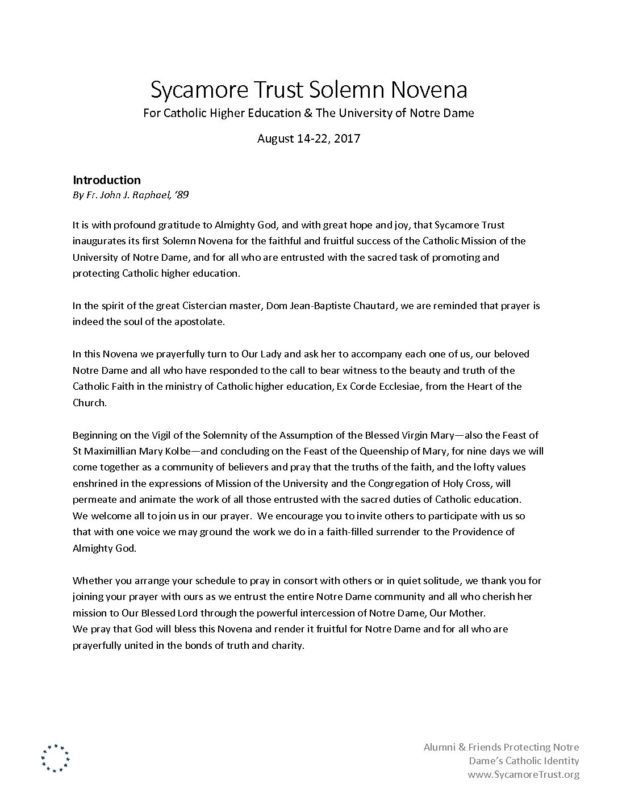 Sycamore Trust Solemn Novena
For Catholic Higher Education & The University of Notre Dame
August 14-22, 2017
Introduction
By Fr. John J. Raphael, ‘89
It is with profound gratitude to Almighty God, and with great hope and joy, that Sycamore Trust
inaugurates its first Solemn Novena for the faithful and fruitful success of the Catholic Mission of the
University of Notre Dame, and for all who are entrusted with the sacred task of promoting and
protecting Catholic higher education.
In the spirit of the great Cistercian master, Dom Jean-Baptiste Chautard, we are reminded that prayer is
indeed the soul of the apostolate.
In this Novena we prayerfully turn to Our Lady and ask her to accompany each one of us, our beloved
Notre Dame and all who have responded to the call to bear witness to the beauty and truth of the
Catholic Faith in the ministry of Catholic higher education, Ex Corde Ecclesiae, from the Heart of the
Church.
Beginning on the Vigil of the Solemnity of the Assumption of the Blessed Virgin Mary—also the Feast of
St Maximillian Mary Kolbe—and concluding on the Feast of the Queenship of Mary, for nine days we will
come together as a community of believers and pray that the truths of the faith, and the lofty values
enshrined in the expressions of Mission of the University and the Congregation of Holy Cross, will
permeate and animate the work of all those entrusted with the sacred duties of Catholic education.
We welcome all to join us in our prayer.  We encourage you to invite others to participate with us so
that with one voice we may ground the work we do in a faith-filled surrender to the Providence of
Almighty God.
Whether you arrange your schedule to pray in consort with others or in quiet solitude, we thank you for
joining your prayer with ours as we entrust the entire Notre Dame community and all who cherish her
mission to Our Blessed Lord through the powerful intercession of Notre Dame, Our Mother.
We pray that God will bless this Novena and render it fruitful for Notre Dame and for all who are
prayerfully united in the bonds of truth and charity.
Alumni & Friends Protecting Notre
Dame’s Catholic Identity
www.SycamoreTrust.org